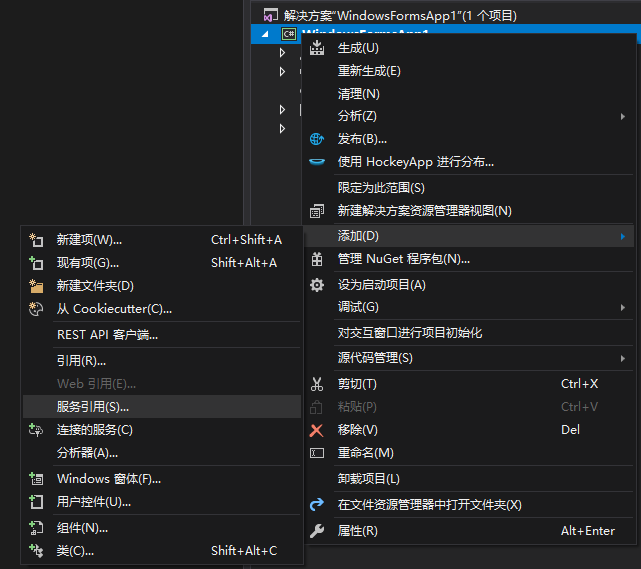 解决方案"WindowsFormsApp1"(1 个项目)
WindowsFormsApp1
生成(U)
重新生成(E)
清理(N)
分析(Z)
发布(B)...
使用 HockeyApp 进行分布...
限定为此范围(S)
新建解决方案资源管理器视图(N)
添加(D)
管理 NuGet 程序包(N)...
设为启动项目(A)
调试(G)
对交互窗口进行项目初始化
源代码管理(S)
剪切(T) Ctrl+X
粘贴(P) Ctrl+V
移除(V) Del
重命名(M)
卸载项目(L)
在文件资源管理器中打开文件夹(X)
属性(R) Alt+Enter
新建项(W)... Ctrl+Shift+A
现有项(G)... Shift+Alt+A
新建文件夹(D)
从 Cookiecutter(C)...
REST API 客户端...
引用(R)...
Web 引用(E)...
服务引用(S)...
连接的服务(C)
分析器(A)...
Windows 窗体(F)...
用户控件(U)...
组件(N)...
类(C)... Shift+Alt+C